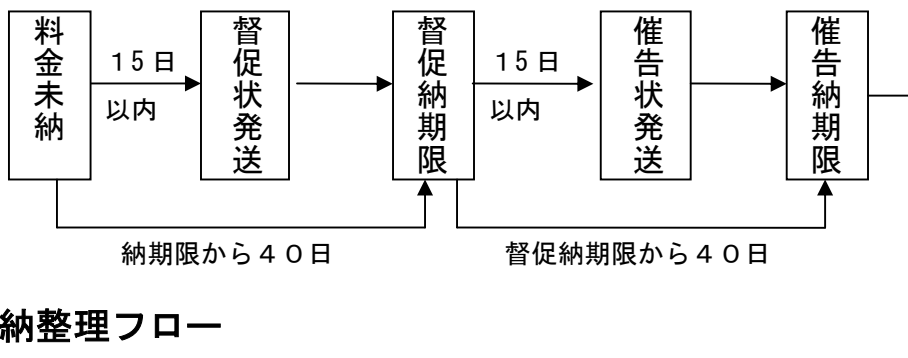 料金未納
１５日
以内
督促状発送
督促納期限
１５日
以内
催告状発送
催告納期限
納期限から４０日
督促納期限から４０日
納整理フロー